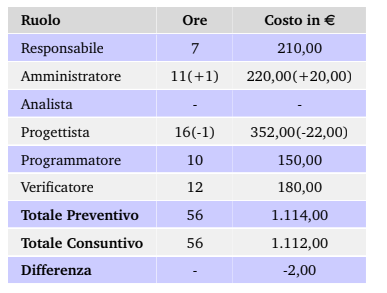 Ruolo Ore Costo in €
Responsabile 7 210,00
Amministratore 11(+1) 220,00(+20,00)
Analista - -
Progettista 16(-1) 352,00(-22,00)
Programmatore 10 150,00
Verificatore 12 180,00
Totale Preventivo 56 1.114,00
Totale Consuntivo 56 1.112,00
Differenza - -2,00